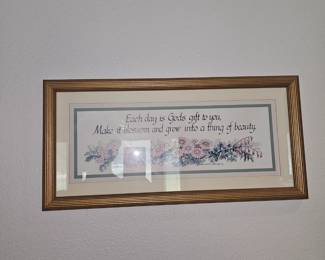 Each day is Gods gift to you,
Make it blossom and grow into a thing of beauty.